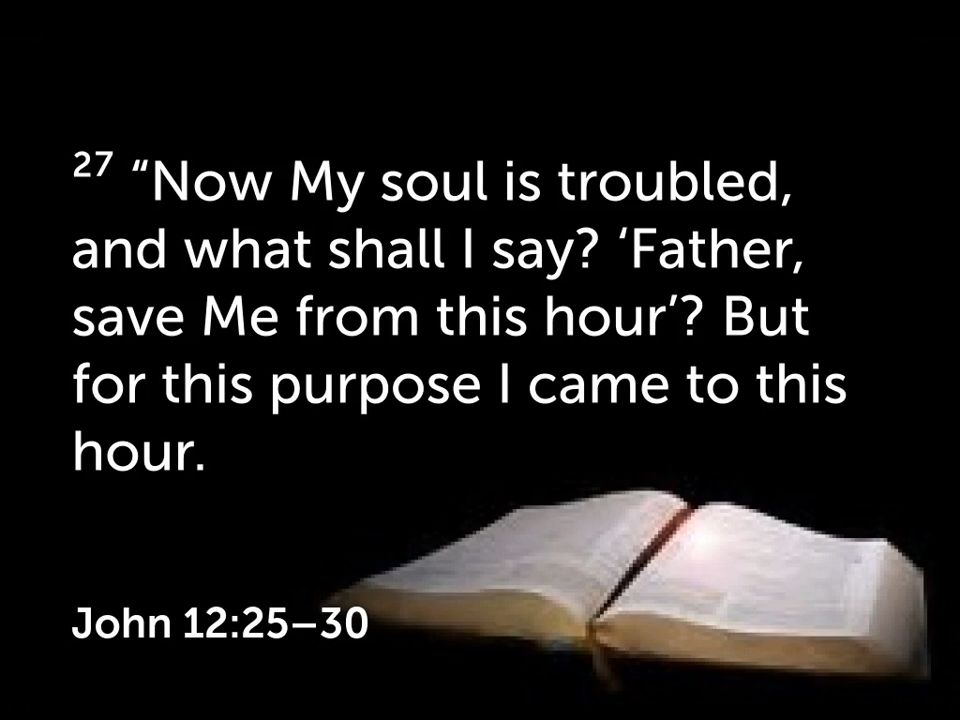 ²⁷ “Now My soul is troubled,
and what shall I say? ‘Father,
save Me from this hour’? But
for this purpose I came to this
hour.
John 12:25–30